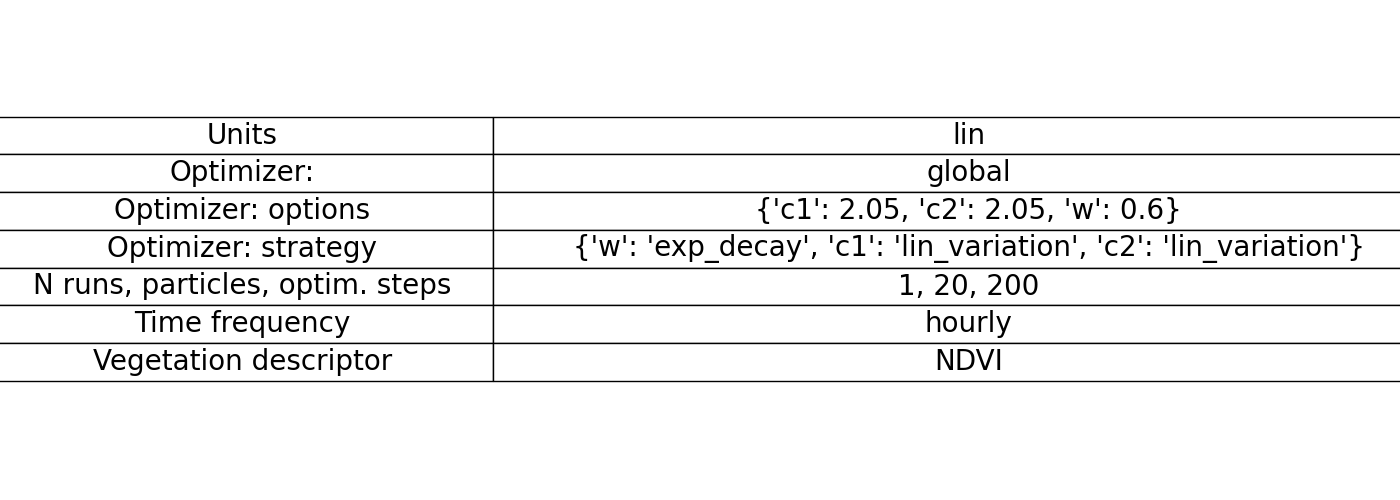 Units lin
Optimizer: global
Optimizer: options {'c1': 2.05, 'c2': 2.05, 'w': 0.6}
Optimizer: strategy {'w': 'exp_decay', 'c1': 'lin_variation', 'c2': 'lin_variation'}
N runs, particles, optim. steps 1, 20, 200
Time frequency hourly
Vegetation descriptor NDVI